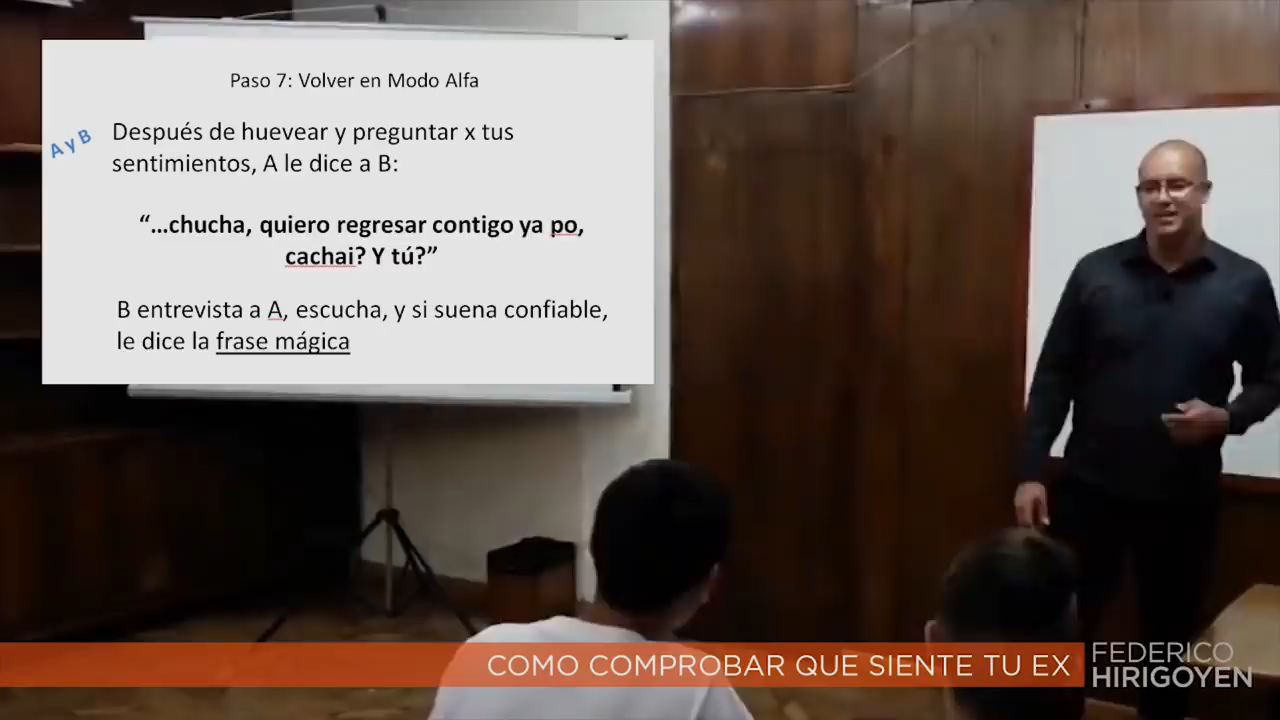 Paso 7: Volver en Modo Alfa
A y B
Después de huevear y preguntar x tus
sentimientos, A le dice a B:
“...chucha, quiero regresar contigo ya po,
cachai? Y tú?”
B entrevista a A, escucha, y si suena confiable,
le dice la frase mágica
COMO COMPROBAR QUE SIENTE TU EX
FEDERICO
HIRIGOYEN